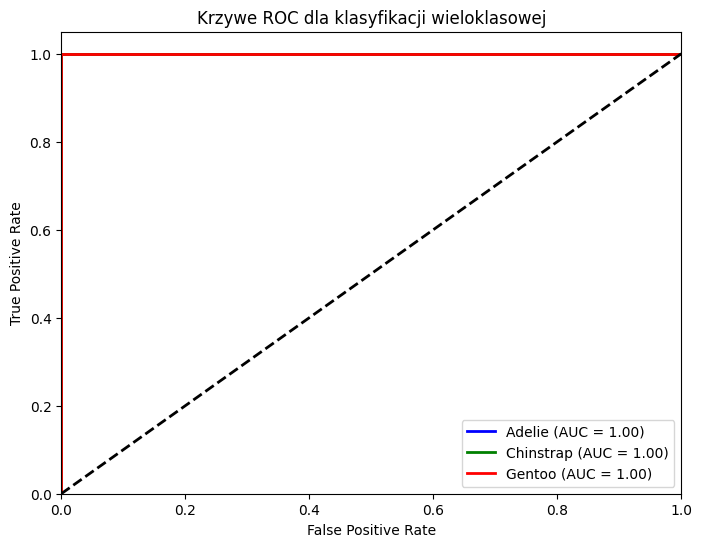 Krzywe ROC dla klasyfikacji wieloklasowej
True Positive Rate
1.0
0.8
0.6
0.4
0.2
0.0
0.0 0.2 0.4 0.6 0.8 1.0
False Positive Rate
Adelie (AUC = 1.00)
Chinstrap (AUC = 1.00)
Gentoo (AUC = 1.00)